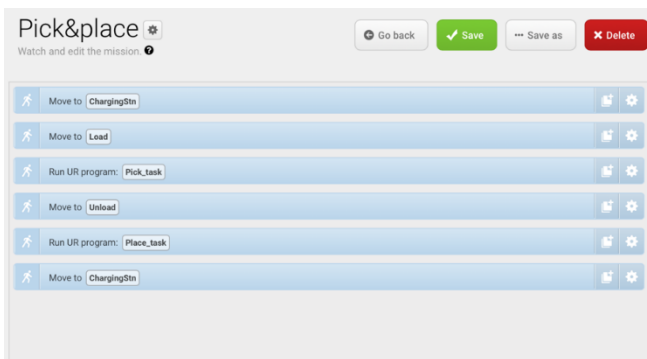 Pick&place
Watch and edit the mission. ?
Go back
Save
Save as
Delete
Move to ChargingStn
Move to Load
Run UR program: Pick_task
Move to Unload
Run UR program: Place_task
Move to ChargingStn